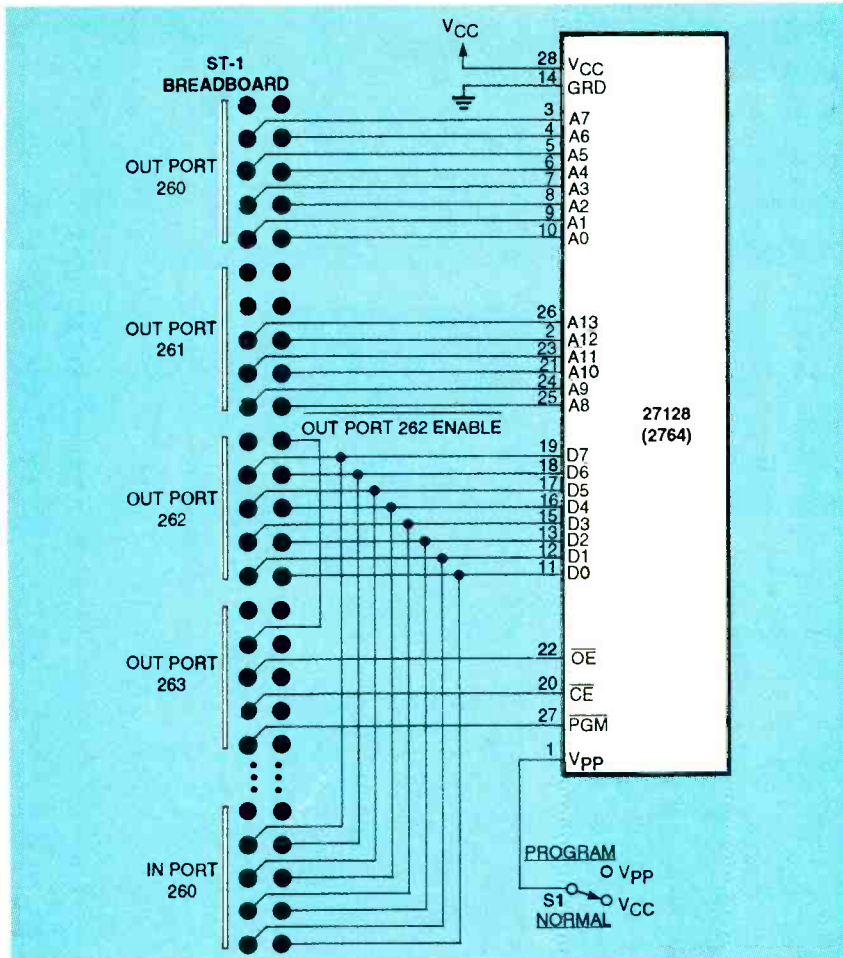 ST-1
BREADBOARD
VCC
28 VCC
14 GRD
OUT PORT
260
3 A7
4 A6
5 A5
6 A4
7 A3
8 A2
9 A1
10 A0
OUT PORT
261
26 A13
2 A12
23 A11
21 A10
24 A9
25 A8
27128
(2764)
OUT PORT 262 ENABLE
OUT PORT
262
19 D7
18 D6
17 D5
16 D4
15 D3
13 D2
12 D1
11 D0
OUT PORT
263
22 OE
20 CE
27 PGM
1 VPP
IN PORT
260
PROGRAM
VPP
S1
VCC
NORMAL